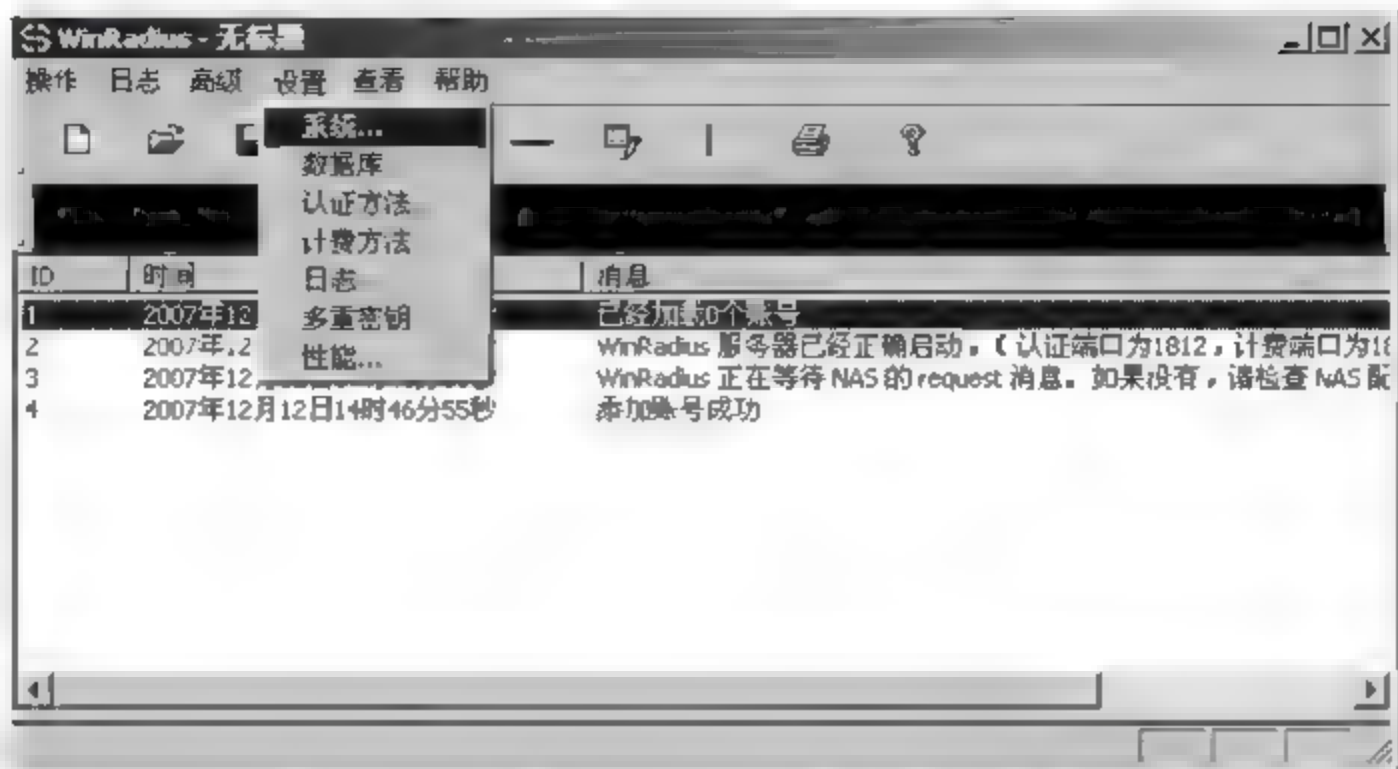 WinRadius - 无标题
操作 日志 高级 设置 查看 帮助
系统...
数据库
认证方法
计费方法
日志
多重密钥
性能...
ID 时间 消息
1 2007年12 已经加载0个账号
2 2007年12 WinRadius 服务器已经正确启动。(认证端口为1812,计费端口为18
3 2007年12 WinRadius 正在等待 NAS 的 request 消息。如果没有,请检查 NAS 配
4 2007年12月12日14时46分55秒 添加账号成功